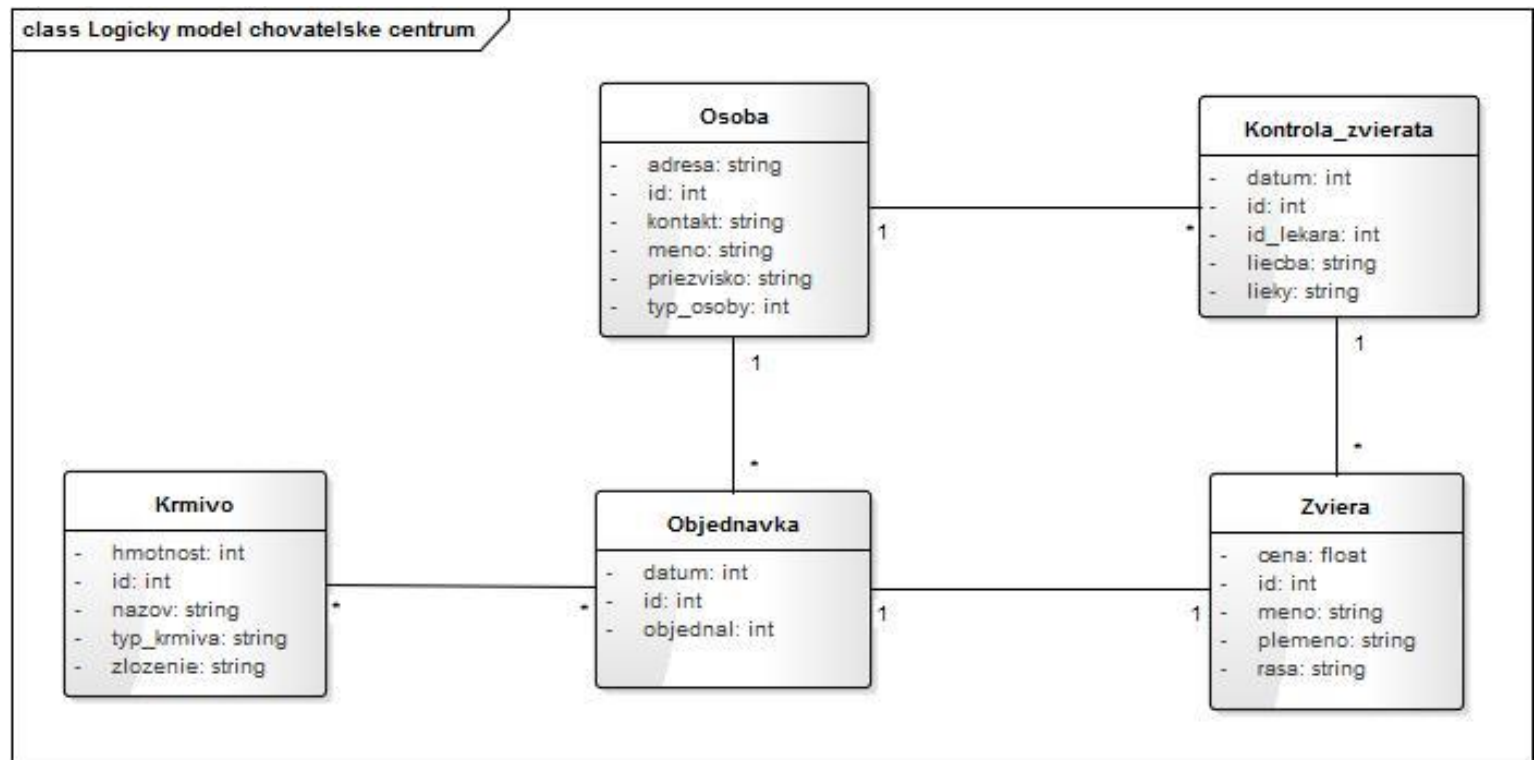 class Logicky model chovatelske centrum
Osoba
- adresa: string
- id: int
- kontakt: string
- meno: string
- priezvisko: string
- typ_osoby: int
Kontrola_zvierata
- datum: int
- id: int
- id_lekara: int
- liecba: string
- lieky: string
1
*
1
*
1
*
Krmivo
- hmotnost: int
- id: int
- nazov: string
- typ_krmiva: string
- zlozenie: string
*
*
Objednavka
- datum: int
- id: int
- objednal: int
1
1
Zviera
- cena: float
- id: int
- meno: string
- plemeno: string
- rasa: string